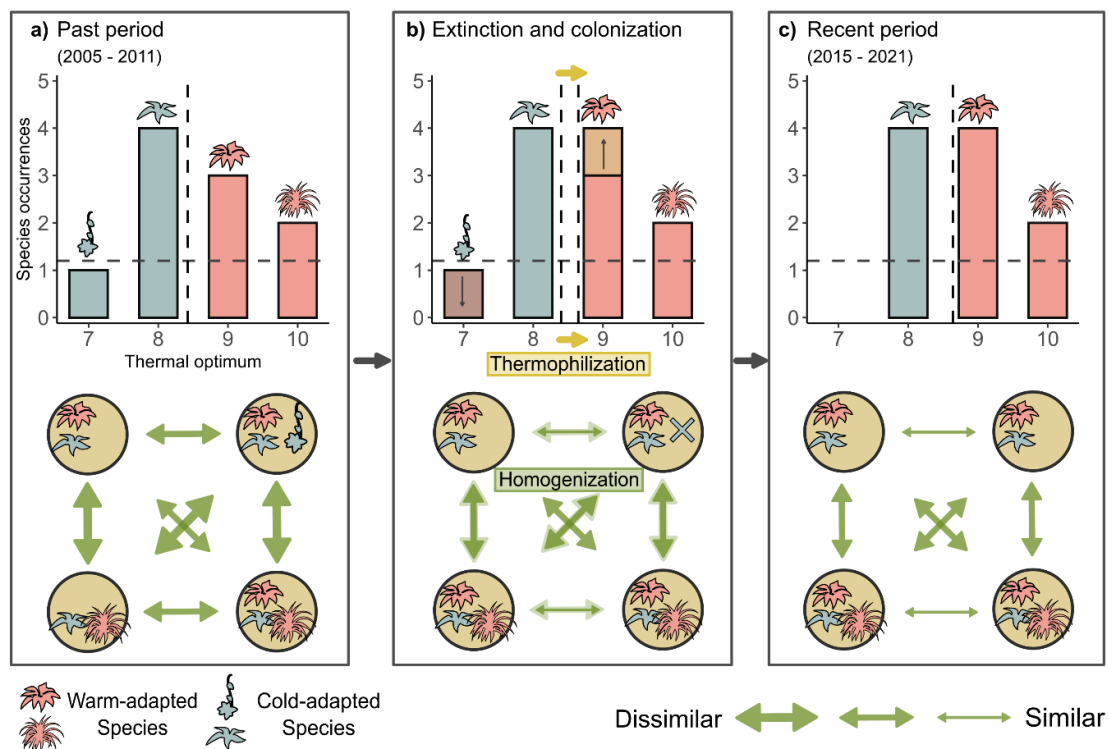 a) Past period
(2005 - 2011)
5
4
3
2
1
0
Species occurrences
7 8 9 10
Thermal optimum
b) Extinction and colonization
5
4
3
2
1
0
7 8 9 10
Thermophilization
Homogenization
c) Recent period
(2015 - 2021)
5
4
3
2
1
0
7 8 9 10
Warm-adapted
Species
Cold-adapted
Species
Dissimilar
Similar